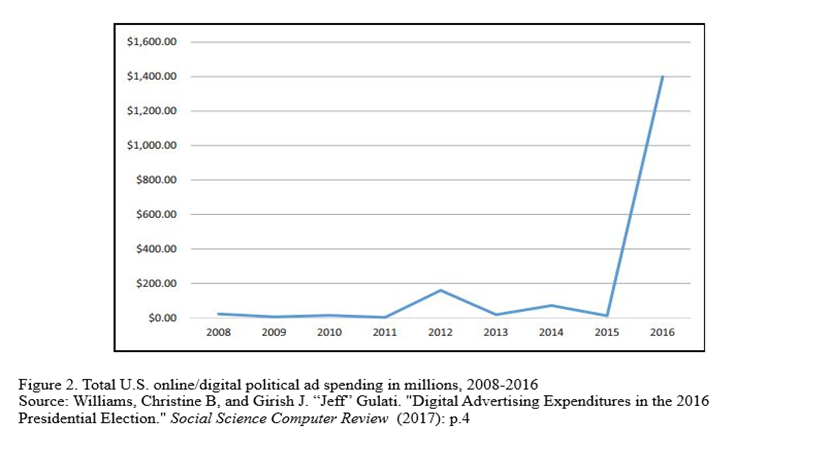 $1,600.00
$1,400.00
$1,200.00
$1,000.00
$800.00
$600.00
$400.00
$200.00
$0.00
2008 2009 2010 2011 2012 2013 2014 2015 2016
Figure 2. Total U.S. online/digital political ad spending in millions, 2008-2016
Source: Williams, Christine B, and Girish J. “Jeff” Gulati. "Digital Advertising Expenditures in the 2016
Presidential Election." Social Science Computer Review (2017): p.4